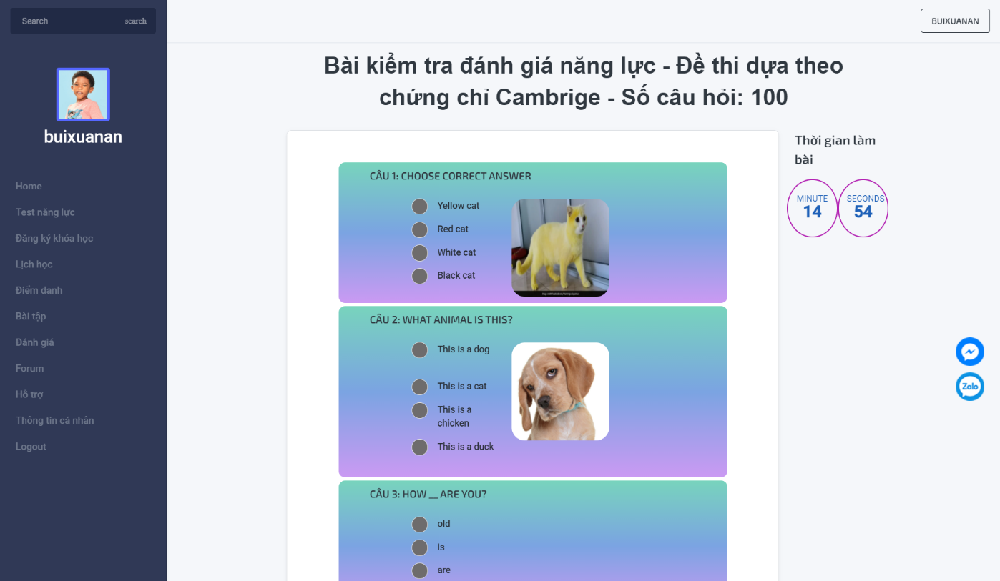 Search
search
BUIXUANAN
buixuanan
Home
Test năng lực
Đăng ký khóa học
Lịch học
Điểm danh
Bài tập
Đánh giá
Forum
Hỗ trợ
Thông tin cá nhân
Logout
Bài kiểm tra đánh giá năng lực - Đề thi dựa theo
chứng chỉ Cambrige - Số câu hỏi: 100
CÂU 1: CHOOSE CORRECT ANSWER
Yellow cat
Red cat
White cat
Black cat
CÂU 2: WHAT ANIMAL IS THIS?
This is a dog
This is a cat
This is a
chicken
This is a duck
CÂU 3: HOW __ ARE YOU?
old
is
are
Thời gian làm
bài
MINUTE
14
SECONDS
54
Zalo